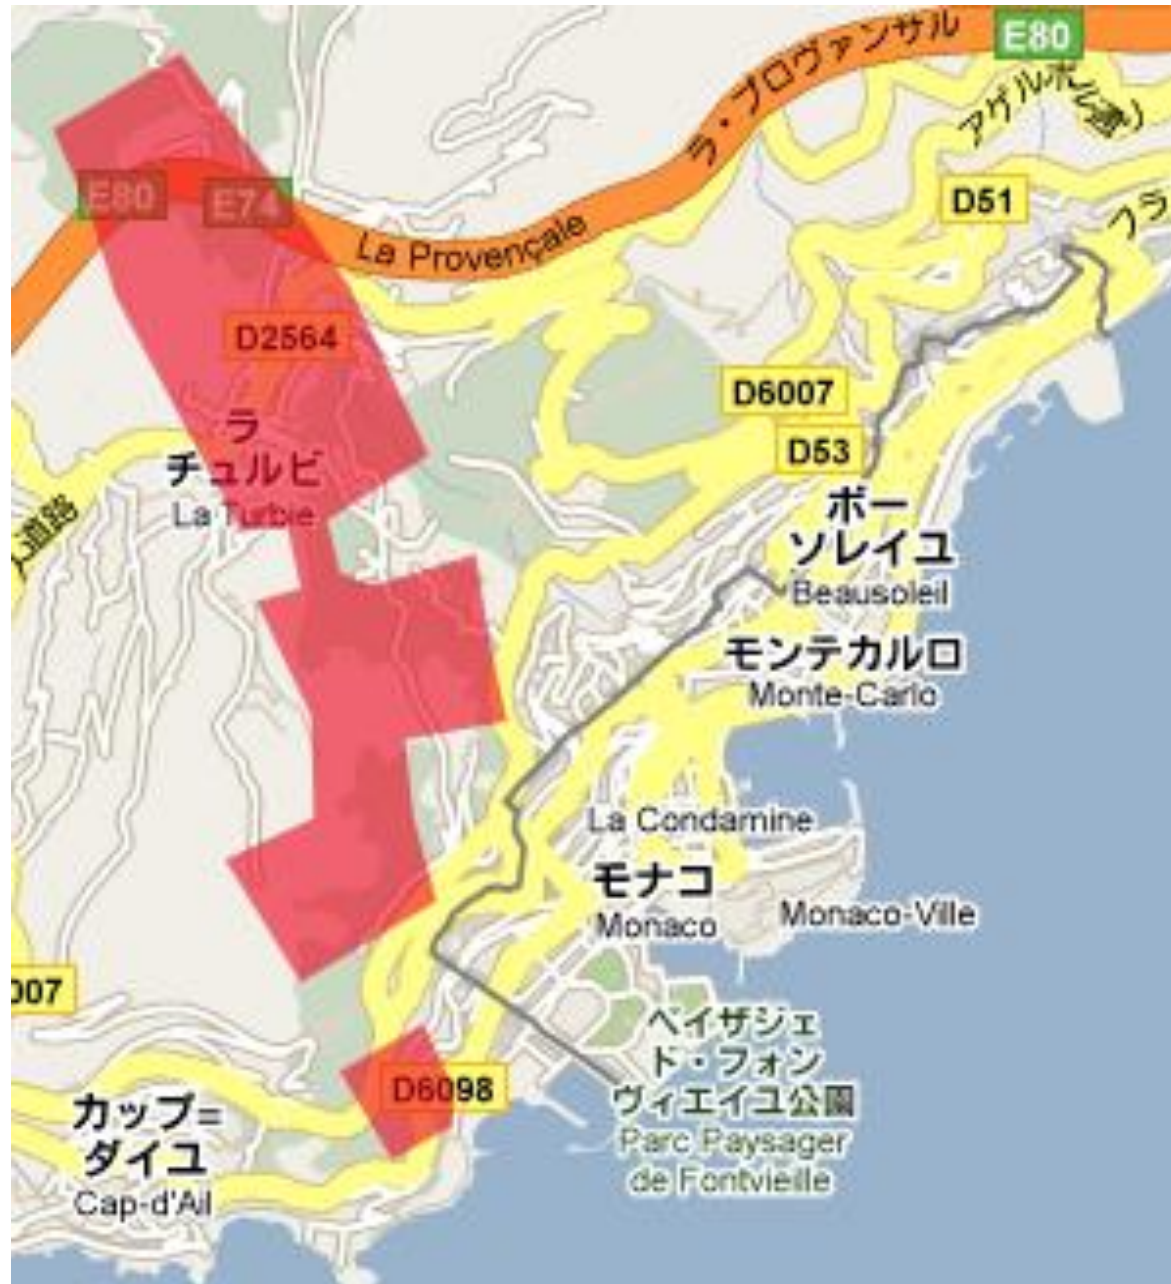 E80
ラ・プロヴァンサル
E80
E74
La Provençale
D51
D2564
D6007
D53
ラ
チュルビ
La Turbie
道路
ボー
ソレイユ
Beausoleil
モンテカルロ
Monte-Carlo
La Condamine
モナコ
Monaco
Monaco-Ville
007
ペイザジェ
ド・フォン
ヴィエイユ公園
Parc Paysager
de Fontvieille
D6098
カップ=
ダイユ
Cap-d'Ail